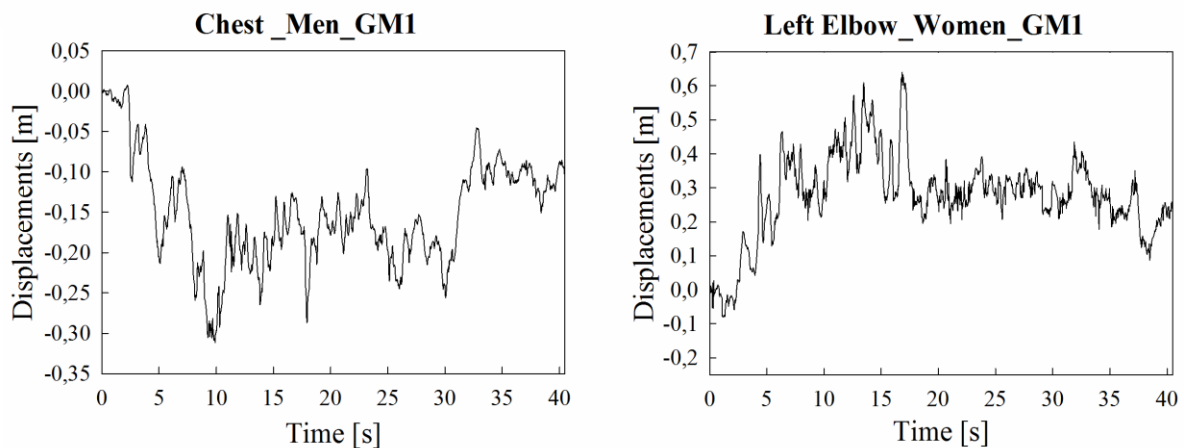 Chest _Men_GM1
Displacements [m]
0,05
0,00
-0,05
-0,10
-0,15
-0,20
-0,25
-0,30
-0,35
0 5 10 15 20 25 30 35 40
Time [s]
Left Elbow_Women_GM1
Displacements [m]
0,7
0,6
0,5
0,4
0,3
0,2
0,1
0,0
-0,1
-0,2
0 5 10 15 20 25 30 35 40
Time [s]